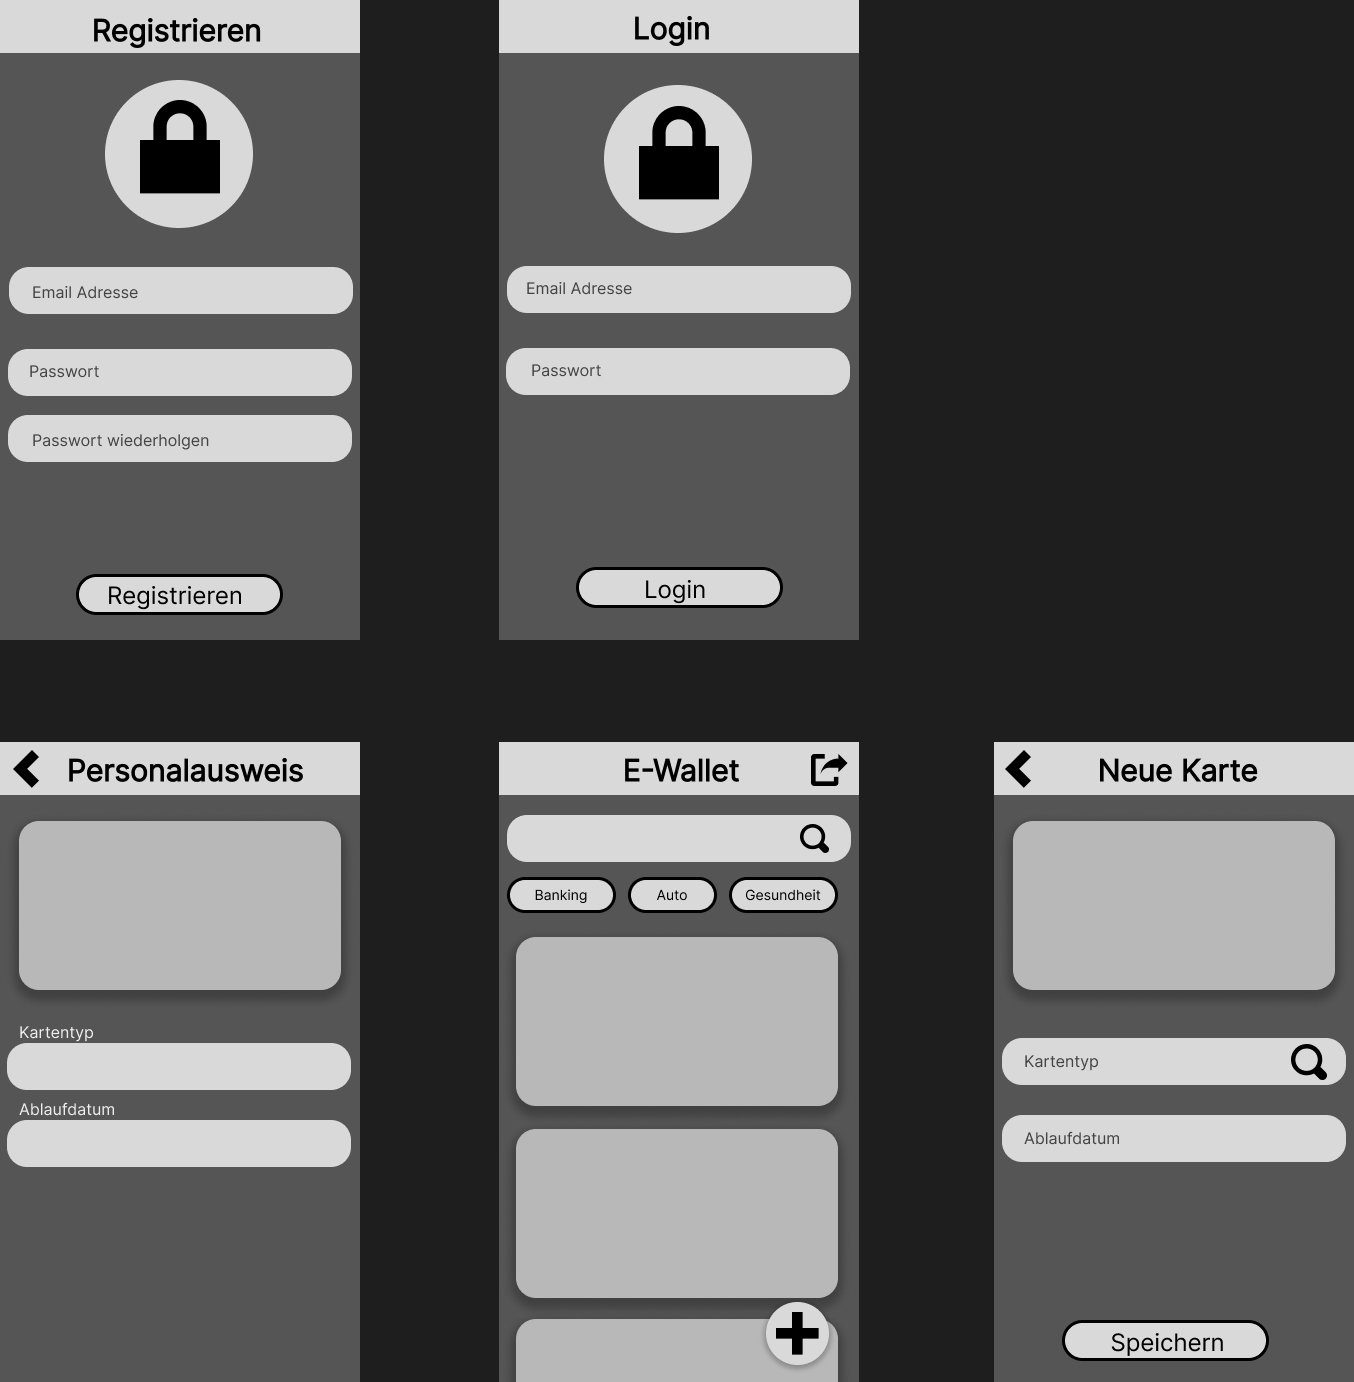 Registrieren
Email Adresse
Passwort
Passwort wiederholgen
Registrieren
Login
Email Adresse
Passwort
Login
Personalausweis
Kartentyp
Ablaufdatum
E-Wallet
Banking
Auto
Gesundheit
Neue Karte
Kartentyp
Ablaufdatum
Speichern